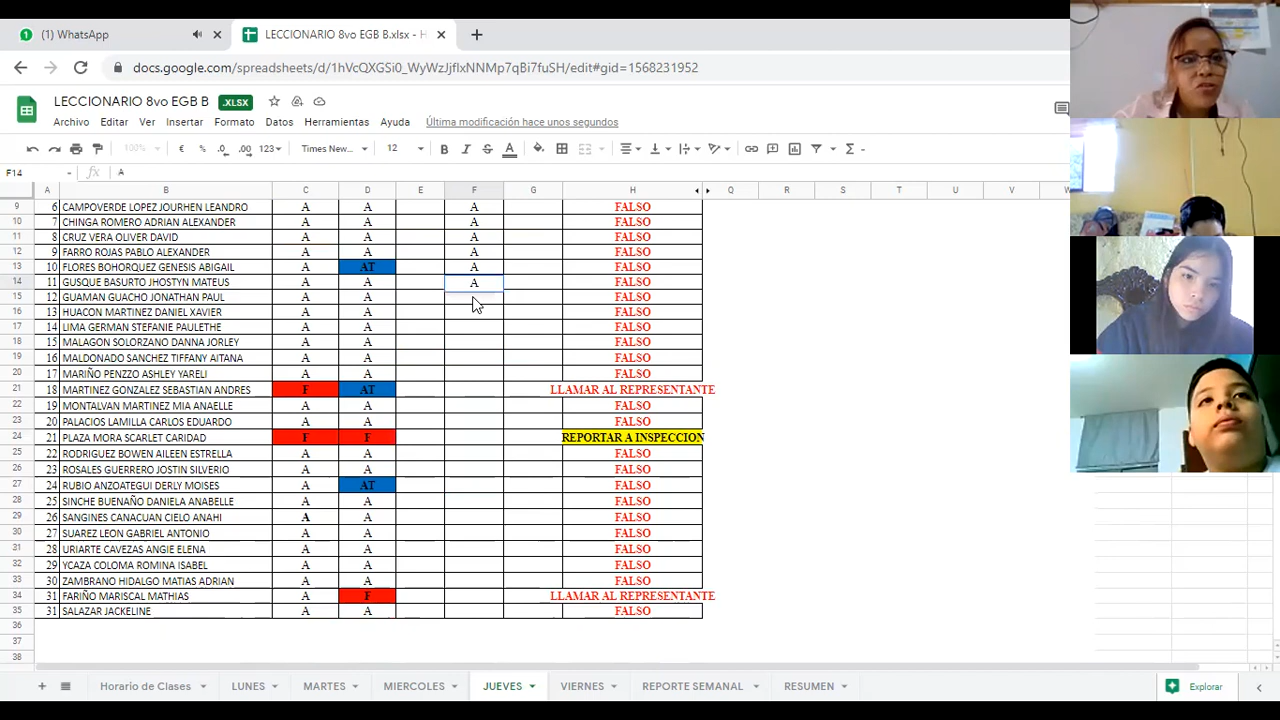 (1) WhatsApp
LECCIONARIO 8vo EGB B.xlsx - H
docs.google.com/spreadsheets/d/1hVcQXGSi0_WyWzJjfIxNNMp7qBi7fuSH/edit#gid=1568231952
LECCIONARIO 8vo EGB B .XLSX
Archivo Editar Ver Insertar Formato Datos Herramientas Ayuda Última modificación hace unos segundos
100% € % .0 .00 123 Times New... 12
F14 fx A
A B C D E F G H Q R S T U V W
9 6 CAMPOVERDE LOPEZ JOURHEN LEANDRO A A A FALSO
10 7 CHINGA ROMERO ADRIAN ALEXANDER A A A FALSO
11 8 CRUZ VERA OLIVER DAVID A A A FALSO
12 9 FARRO ROJAS PABLO ALEXANDER A A A FALSO
13 10 FLORES BOHORQUEZ GENESIS ABIGAIL A AT A FALSO
14 11 GUSQUE BASURTO JHOSTYN MATEUS A A A FALSO
15 12 GUAMAN GUACHO JONATHAN PAUL A A FALSO
16 13 HUACON MARTINEZ DANIEL XAVIER A A FALSO
17 14 LIMA GERMAN STEFANIE PAULETHE A A FALSO
18 15 MALAGON SOLORZANO DANNA JORLEY A A FALSO
19 16 MALDONADO SANCHEZ TIFFANY AITANA A A FALSO
20 17 MARIÑO PENZZO ASHLEY YARELI A A FALSO
21 18 MARTINEZ GONZALEZ SEBASTIAN ANDRES F AT LLAMAR AL REPRESENTANTE
22 19 MONTALVAN MARTINEZ MIA ANAELLE A A FALSO
23 20 PALACIOS LAMILLA CARLOS EDUARDO A A FALSO
24 21 PLAZA MORA SCARLET CARIDAD F F REPORTAR A INSPECCION
25 22 RODRIGUEZ BOWEN AILEEN ESTRELLA A A FALSO
26 23 ROSALES GUERRERO JOSTIN SILVERIO A A FALSO
27 24 RUBIO ANZOATEGUI DERLY MOISES A AT FALSO
28 25 SINCHE BUENAÑO DANIELA ANABELLE A A FALSO
29 26 SANGINES CANACUAN CIELO ANAHI A A FALSO
30 27 SUAREZ LEON GABRIEL ANTONIO A A FALSO
31 28 URIARTE CAVEZAS ANGIE ELENA A A FALSO
32 29 YCAZA COLOMA ROMINA ISABEL A A FALSO
33 30 ZAMBRANO HIDALGO MATIAS ADRIAN A A FALSO
34 31 FARIÑO MARISCAL MATHIAS A F LLAMAR AL REPRESENTANTE
35 31 SALAZAR JACKELINE A A FALSO
36
37
38
Horario de Clases LUNES MARTES MIERCOLES JUEVES VIERNES REPORTE SEMANAL RESUMEN Explorar